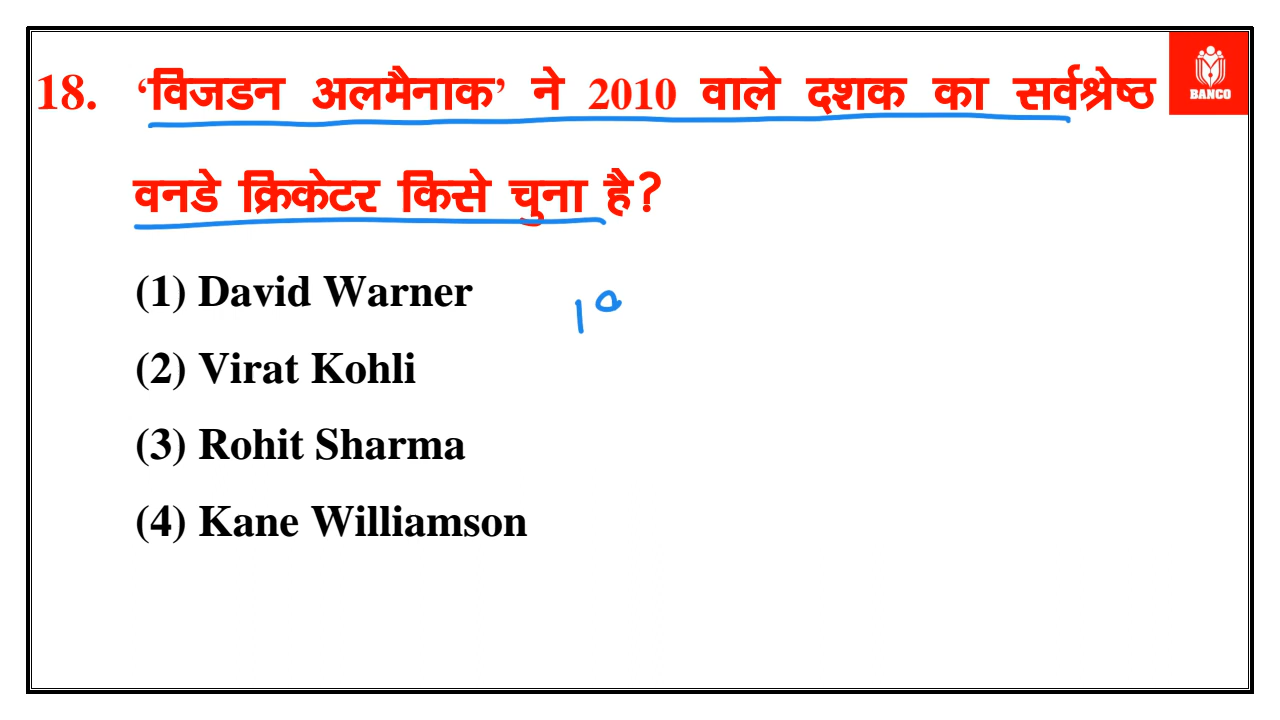 18. ‘विजडन अलमैनाक’ ने 2010 वाले दशक का सर्वश्रेष्ठ
BANCO
वनडे क्रिकेटर किसे चुना है?
(1) David Warner
(2) Virat Kohli
(3) Rohit Sharma
(4) Kane Williamson